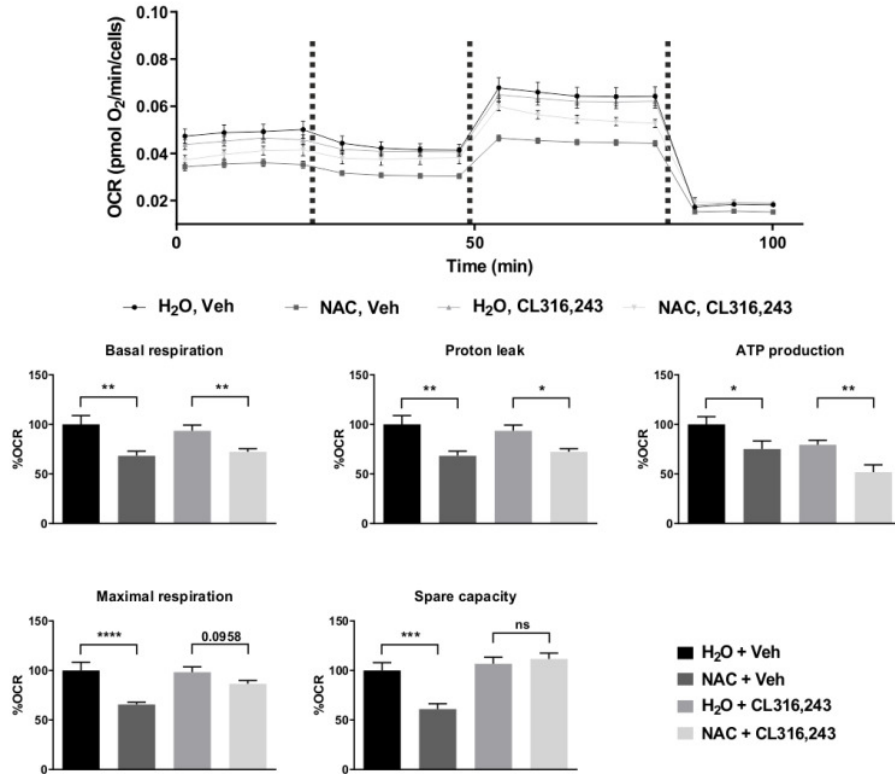 OCR (pmol O2/min/cells)
0.10
0.08
0.06
0.04
0.02
0
50
100
Time (min)
H2O, Veh
NAC, Veh
H2O, CL316,243
NAC, CL316,243
Basal respiration
%OCR
150
100
50
0
**
**
Proton leak
%OCR
150
100
50
0
**
*
ATP production
%OCR
150
100
50
0
*
**
Maximal respiration
%OCR
150
100
50
0
****
0.0958
Spare capacity
%OCR
150
100
50
0
***
ns
H2O + Veh
NAC + Veh
H2O + CL316,243
NAC + CL316,243